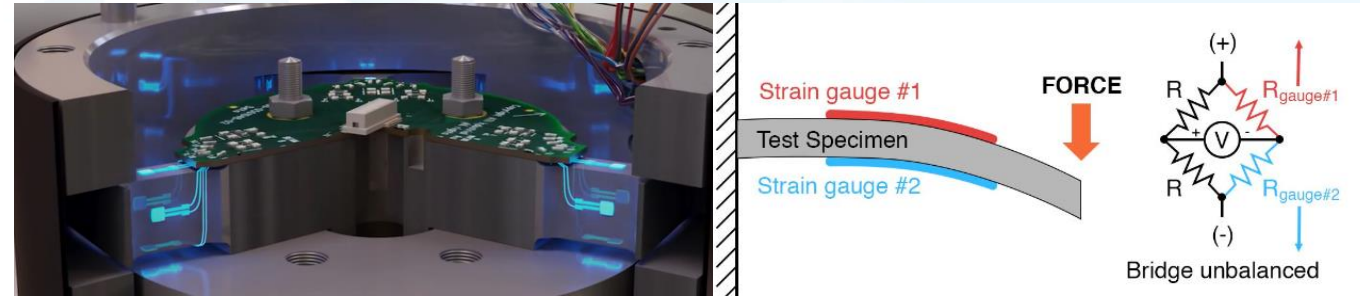 Strain gauge #1
Test Specimen
Strain gauge #2
FORCE
(+)
R
Rgauge#1
+ V -
R
Rgauge#2
(-)
Bridge unbalanced